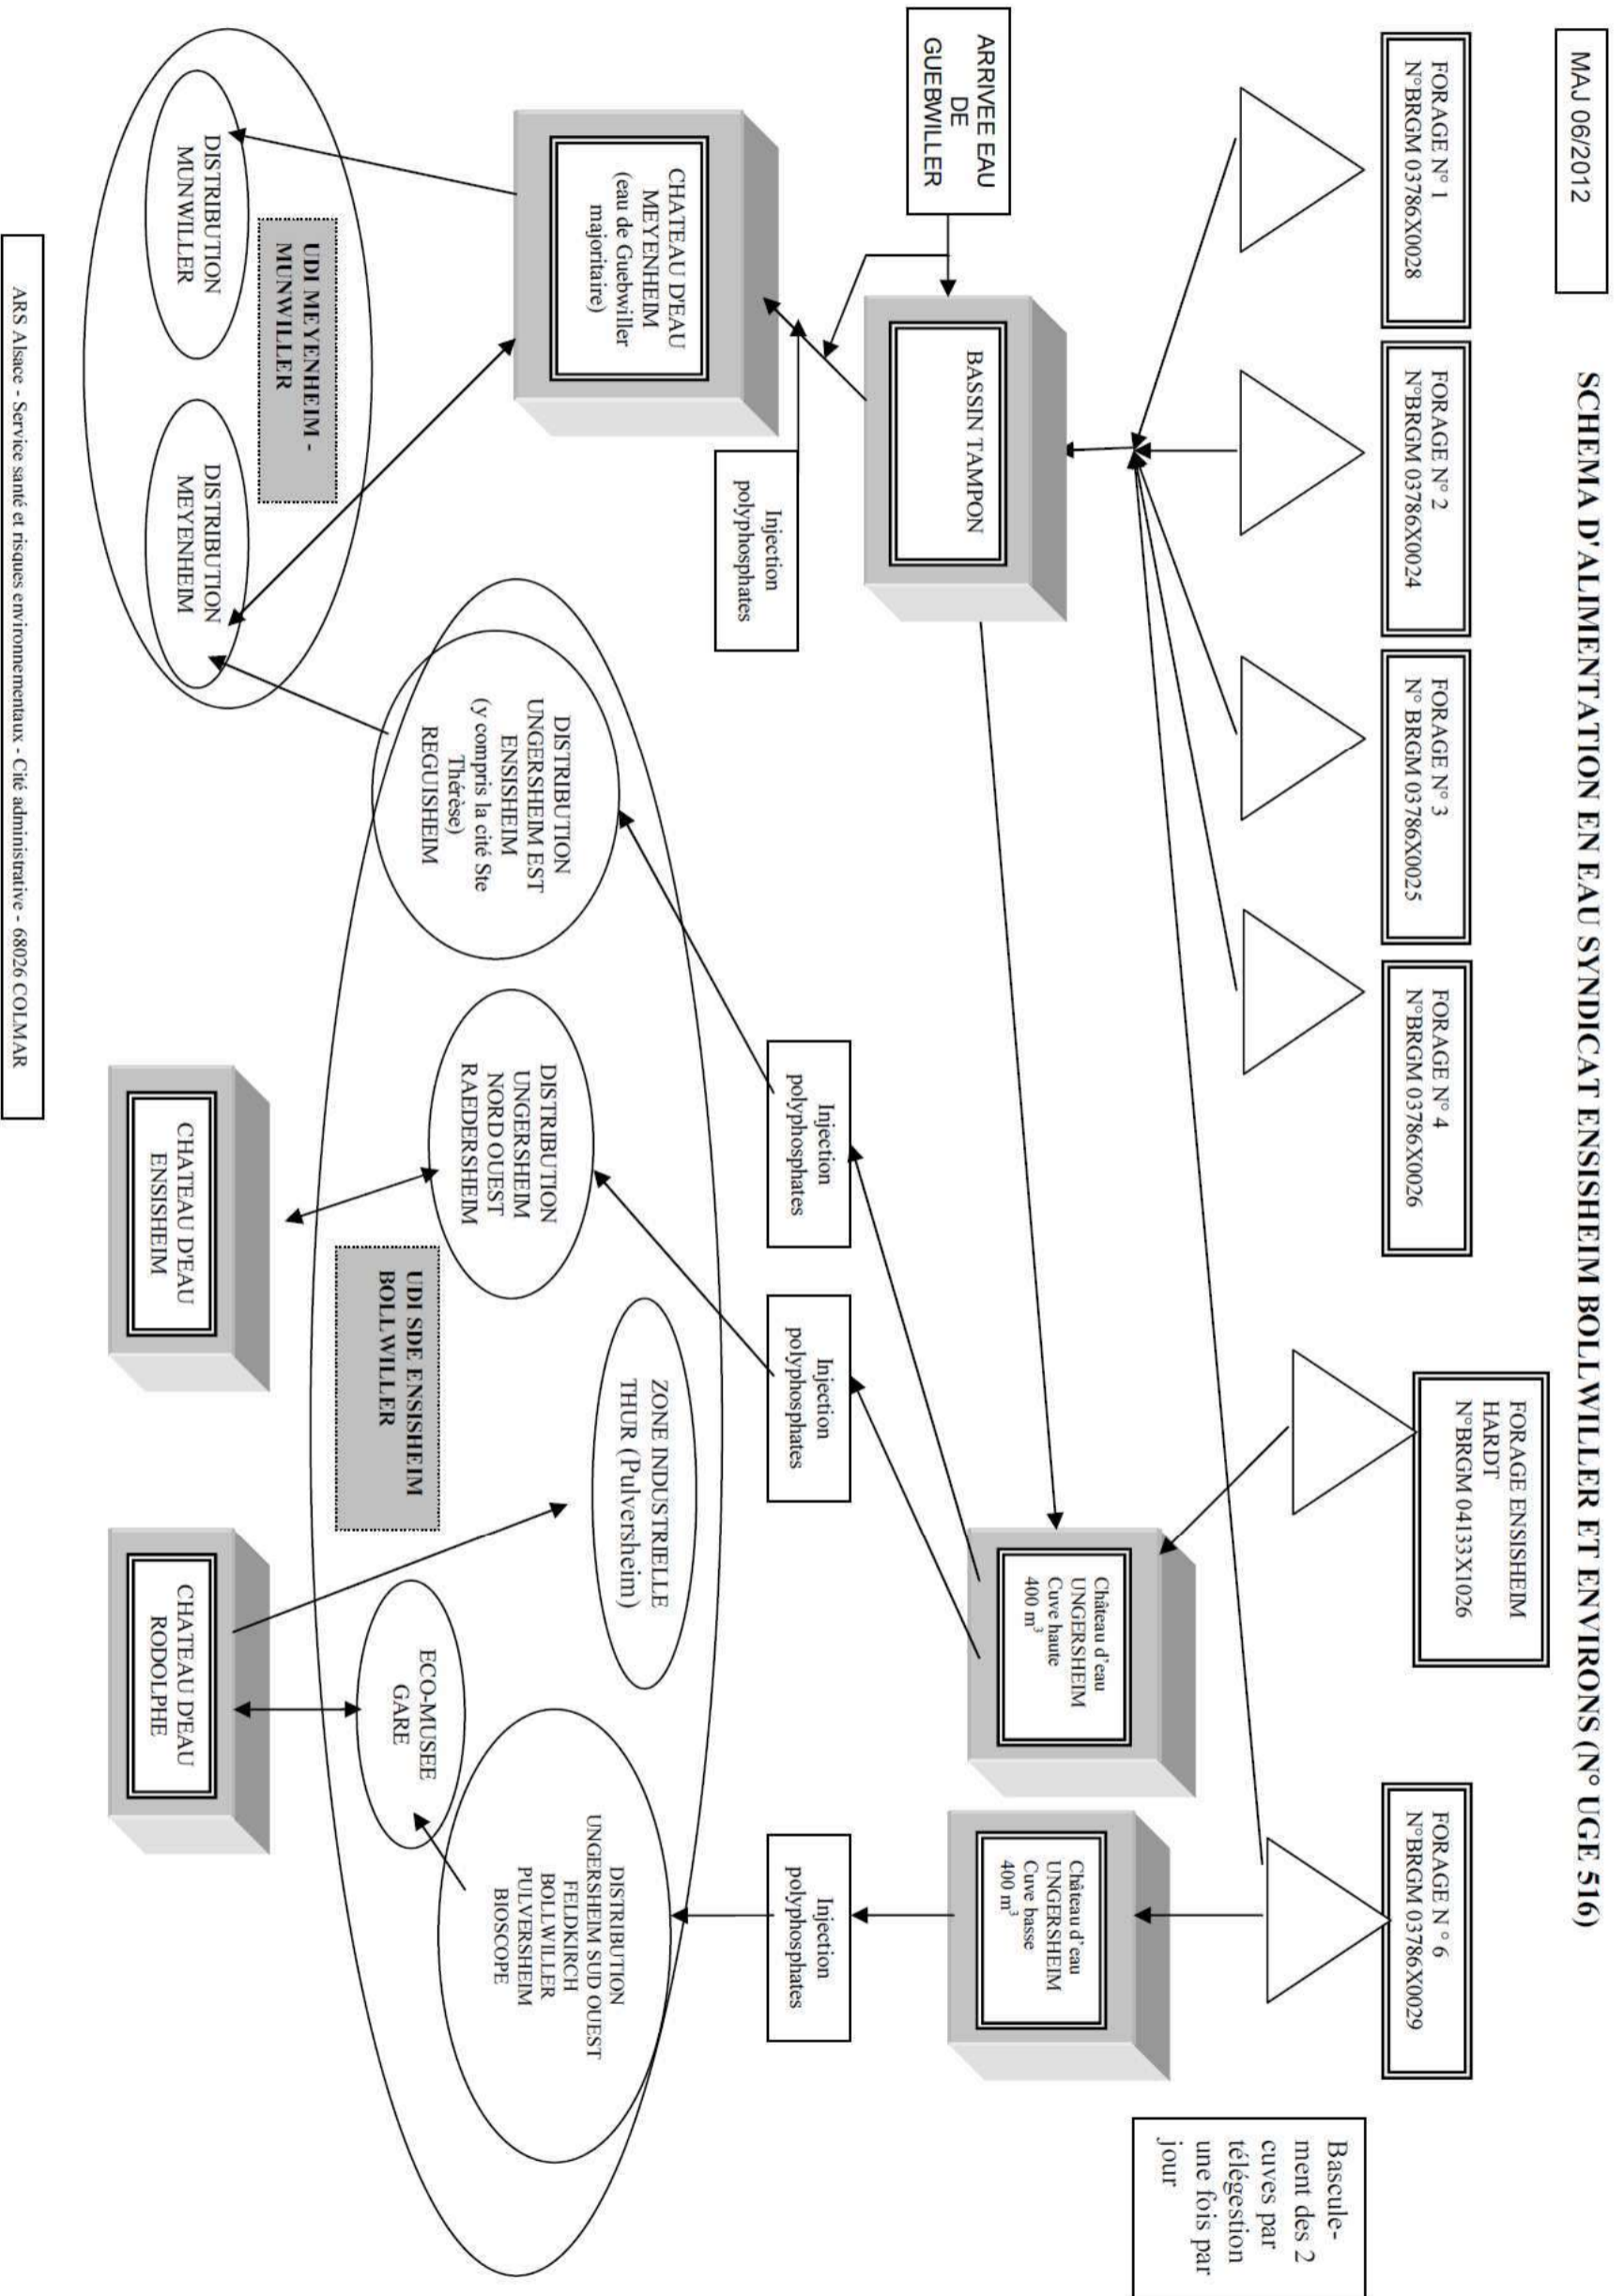 MAJ 06/2012
SCHEMA D'ALIMENTATION EN EAU SYNDICAT ENSISHEIM BOLLWILLER ET ENVIRONS (N° UGE 516)
FORAGE N° 1
N°BRGM 03786X0028
FORAGE N° 2
N°BRGM 03786X0024
FORAGE N° 3
N° BRGM 03786X0025
FORAGE N° 4
N°BRGM 03786X0026
FORAGE ENSISHEIM
HARDT
N°BRGM 04133X1026
FORAGE N ° 6
N°BRGM 03786X0029
Bascule-
ment des 2
cuves par
télégestion
une fois par
jour
ARRIVEE EAU
DE
GUEBWILLER
BASSIN TAMPON
Château d'eau
UNGERSHEIM
Cuve haute
400 m³
Château d'eau
UNGERSHEIM
Cuve basse
400 m³
Injection
polyphosphates
Injection
polyphosphates
Injection
polyphosphates
Injection
polyphosphates
CHATEAU D'EAU
MEYENHEIM
(eau de Guebwiller
majoritaire)
DISTRIBUTION
UNGERSHEIM EST
ENSISHEIM
(y compris la cité Ste
Thérèse)
REGUISHEIM
DISTRIBUTION
UNGERSHEIM
NORD OUEST
RAEDERSHEIM
ZONE INDUSTRIELLE
THUR (Pulversheim)
DISTRIBUTION
UNGERSHEIM SUD OUEST
FELDKIRCH
BOLLWILLER
PULVERSHEIM
BIOSCOPE
ECO-MUSEE
GARE
UDI MEYENHEIM -
MUNWILLER
UDI SDE ENSISHEIM
BOLLWILLER
DISTRIBUTION
MUNWILLER
DISTRIBUTION
MEYENHEIM
CHATEAU D'EAU
ENSISHEIM
CHATEAU D'EAU
RODOLPHE
ARS Alsace - Service santé et risques environnementaux - Cité administrative - 68026 COLMAR